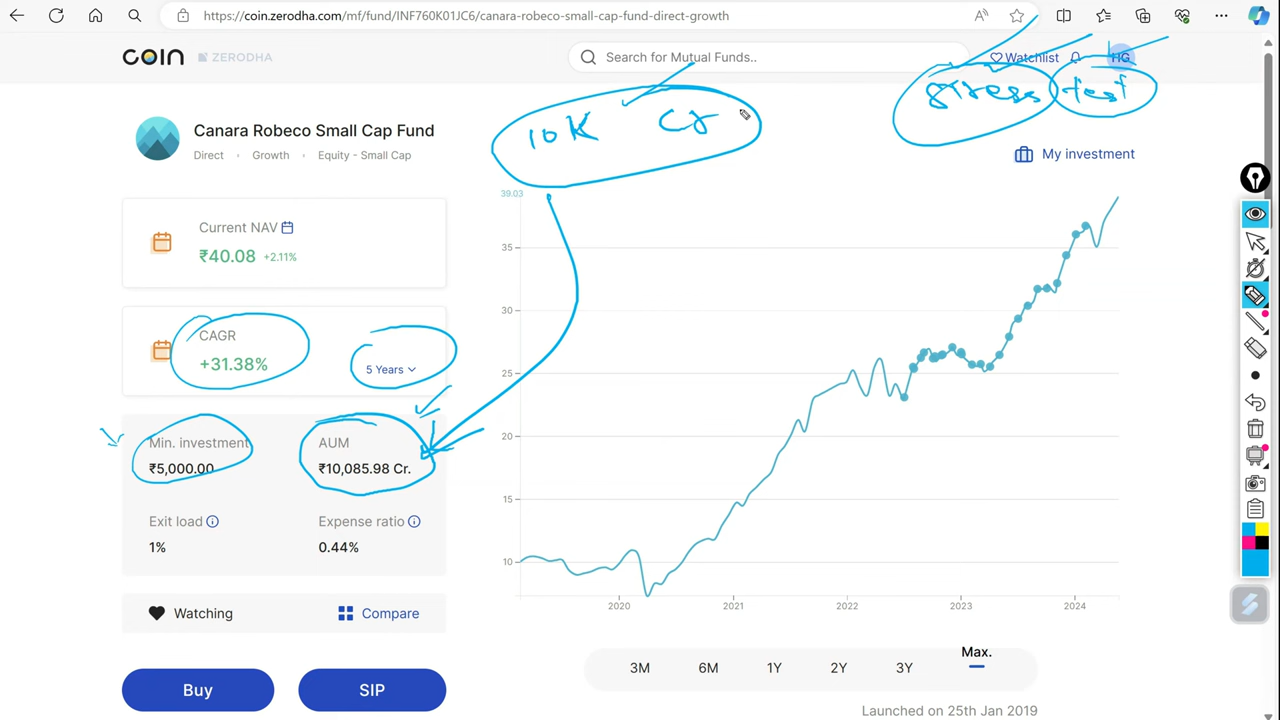 https://coin.zerodha.com/mf/fund/INF760K01JC6/canara-robeco-small-cap-fund-direct-growth
coin ZERODHA
Search for Mutual Funds..
Watchlist
HG
stress test
10K Cr
Canara Robeco Small Cap Fund
Direct Growth Equity - Small Cap
My investment
Current NAV
₹40.08 +2.11%
CAGR
+31.38%
5 Years
Min. investment
₹5,000.00
AUM
₹10,085.98 Cr.
Exit load
1%
Expense ratio
0.44%
Watching
Compare
Buy
SIP
39.03
35
30
25
20
15
10
2020 2021 2022 2023 2024
3M 6M 1Y 2Y 3Y Max.
Launched on 25th Jan 2019